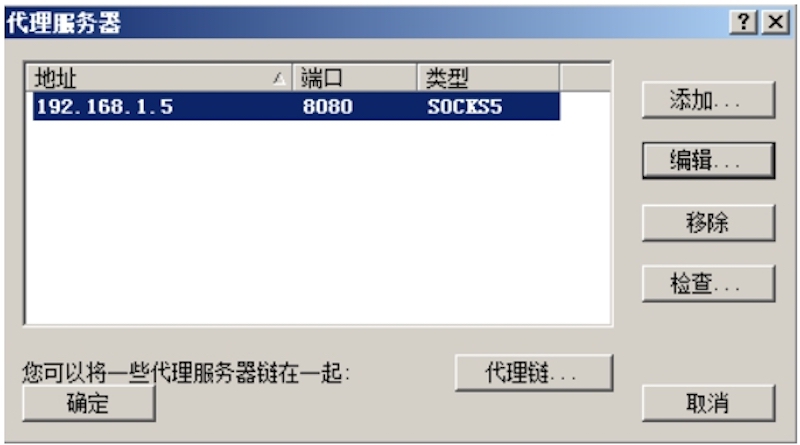 代理服务器
地址 端口 类型
192.168.1.5 8080 SOCKS5
添加...
编辑...
移除
检查...
您可以将一些代理服务器链在一起:
代理链...
确定
取消